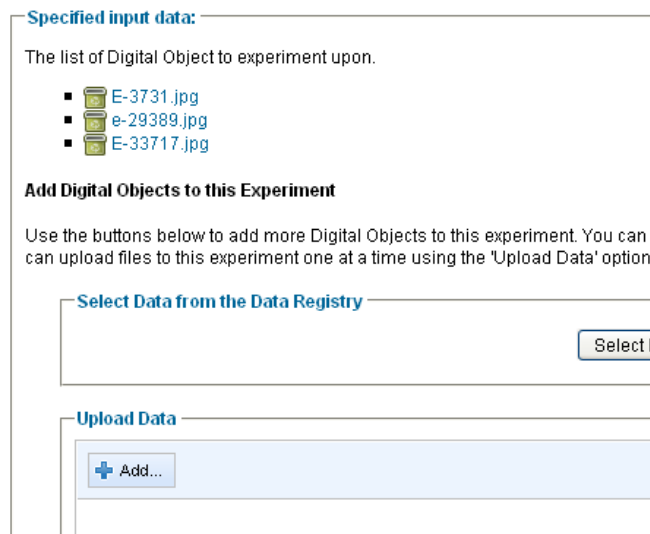 Specified input data:
The list of Digital Object to experiment upon.
E-3731.jpg
e-29389.jpg
E-33717.jpg
Add Digital Objects to this Experiment
Use the buttons below to add more Digital Objects to this experiment. You can
can upload files to this experiment one at a time using the 'Upload Data' option
Select Data from the Data Registry
Select
Upload Data
Add...